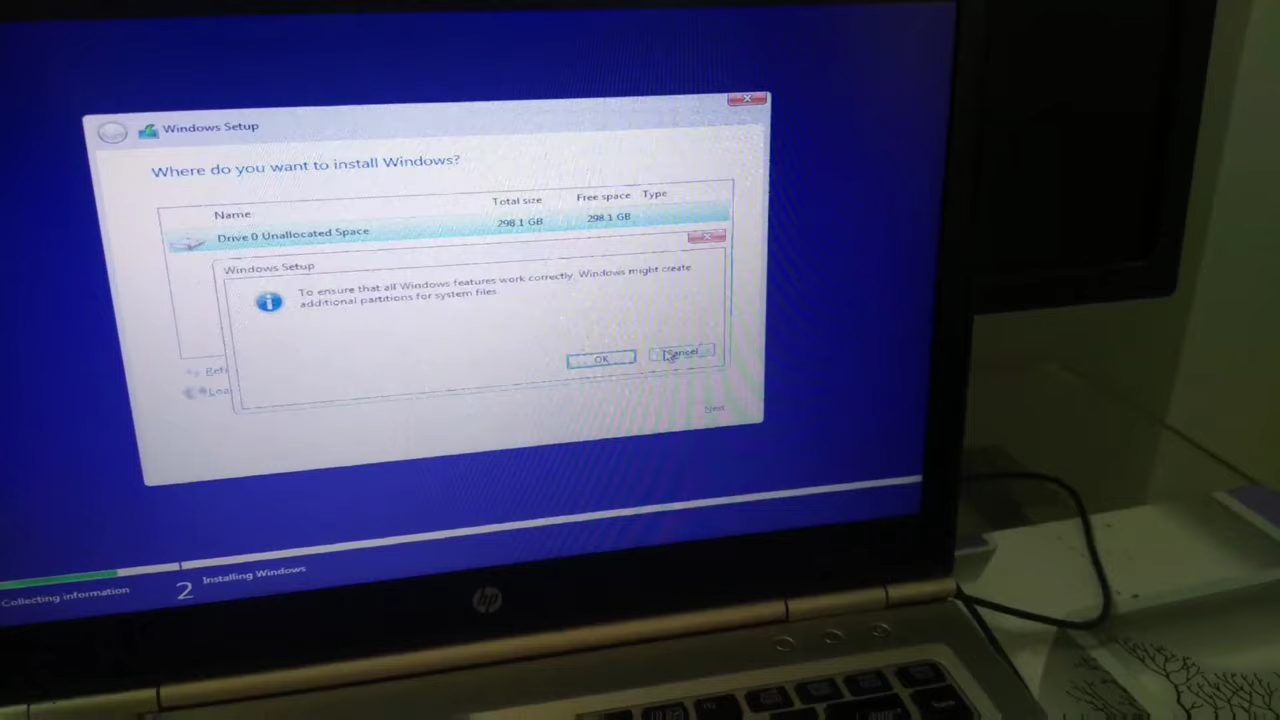 Windows Setup
Where do you want to install Windows?
Name Total size Free space Type
Drive 0 Unallocated Space 298.1 GB 298.1 GB
Windows Setup
To ensure that all Windows features work correctly, Windows might create
additional partitions for system files.
OK Cancel
Next
Collecting information
2 Installing Windows
hp